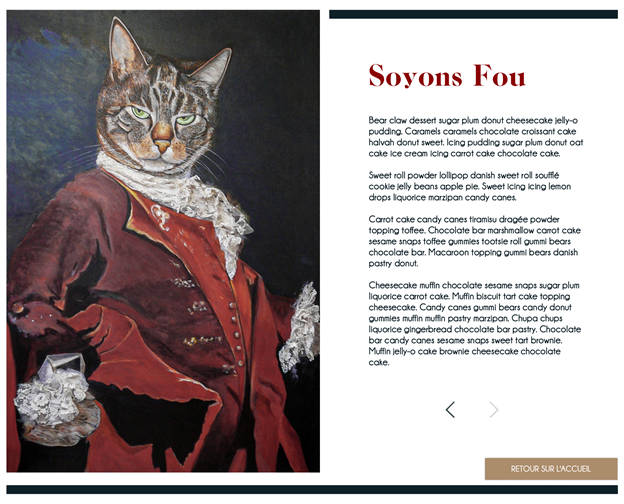 Soyons Fou
Bear claw dessert sugar plum donut cheesecake jelly-o
pudding. Caramels caramels chocolate croissant cake
halvah donut sweet. Icing pudding sugar plum donut oat
cake ice cream icing carrot cake chocolate cake.
Sweet roll powder lollipop danish sweet roll soufflé
cookie jelly beans apple pie. Sweet icing icing lemon
drops liquorice marzipan candy canes.
Carrot cake candy canes tiramisu dragée powder
topping toffee. Chocolate bar marshmallow carrot cake
sesame snaps toffee gummies tootsie roll gummi bears
chocolate bar. Macaroon topping gummi bears danish
pastry donut.
Cheesecake muffin chocolate sesame snaps sugar plum
liquorice carrot cake. Muffin biscuit tart cake topping
cheesecake. Candy canes gummi bears candy donut
gummies muffin muffin pastry marzipan. Chupa chups
liquorice gingerbread chocolate bar pastry. Chocolate
bar candy canes sesame snaps sweet tart brownie.
Muffin jelly-o cake brownie cheesecake chocolate
cake.
RETOUR SUR L'ACCUEIL